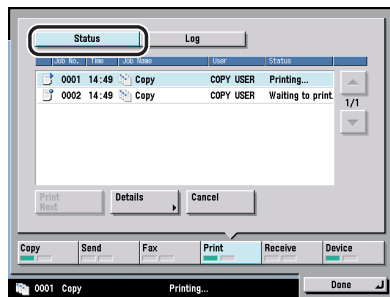 Status Log
Job No. Time Job Name User Status
0001 14:49 Copy COPY USER Printing...
0002 14:49 Copy COPY USER Waiting to print
1/1
Print Next Details Cancel
Copy Send Fax Print Receive Device
0001 Copy Printing... Done